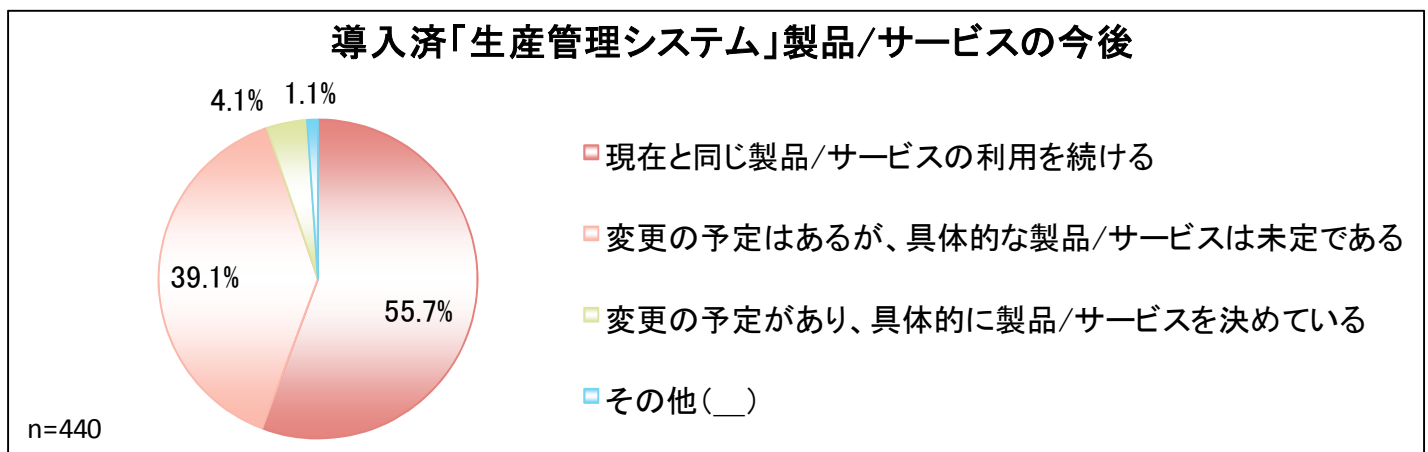 導入済「生産管理システム」製品/サービスの今後
4.1%
1.1%
39.1%
55.7%
現在と同じ製品/サービスの利用を続ける
変更の予定はあるが、具体的な製品/サービスは未定である
変更の予定があり、具体的に製品/サービスを決めている
その他(__)
n=440